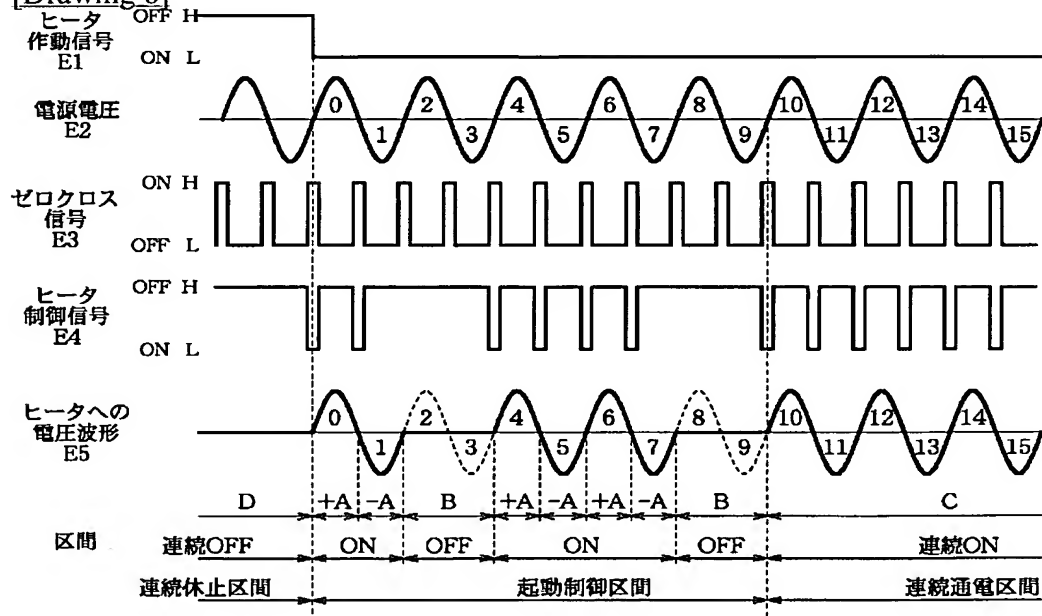 [Drawing 6]
ヒータ OFF H
作動信号
E1 ON L
電源電圧
E2
0 2 4 6 8 10 12 14
1 3 5 7 9 11 13 15
ゼロクロス ON H
信号
E3 OFF L
ヒータ OFF H
制御信号
E4 ON L
ヒータへの
電圧波形
E5
0 2 4 6 8 10 12 14
1 3 5 7 9 11 13 15
D +A -A B +A -A +A -A B C
区間 連続OFF ON OFF ON OFF 連続ON
連続休止区間 起動制御区間 連続通電区間